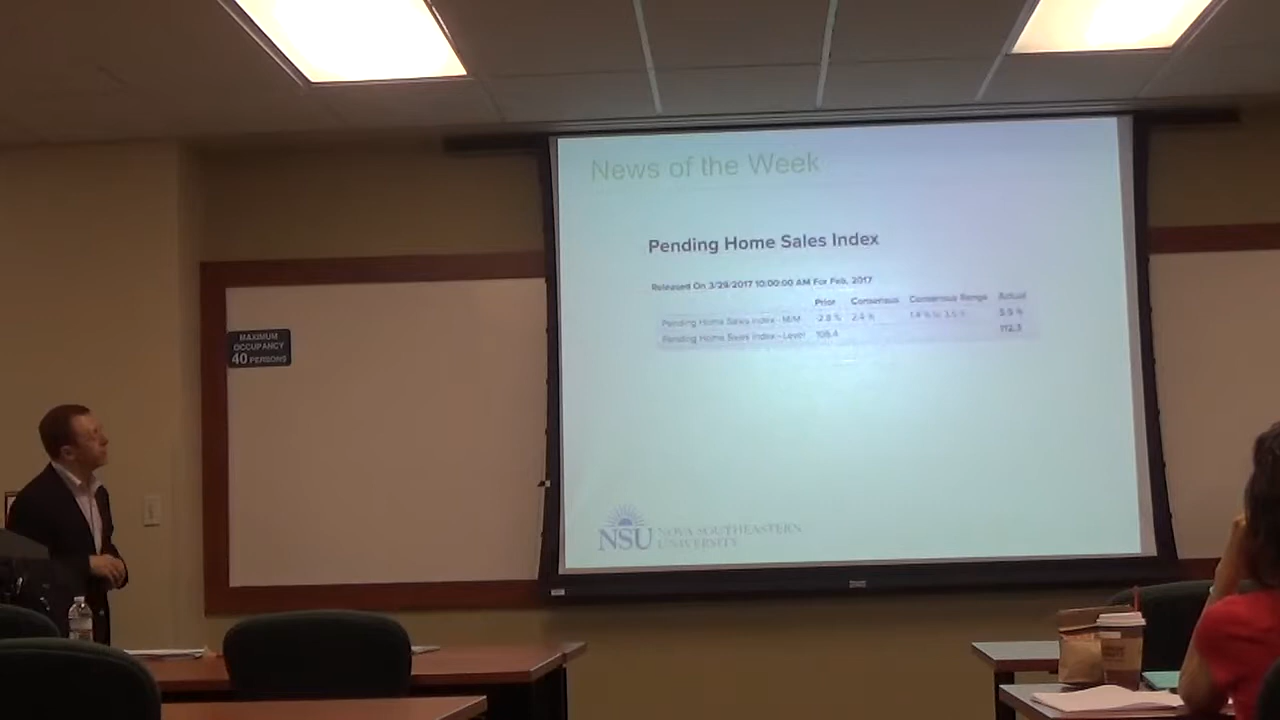 News of the Week
Pending Home Sales Index
Released On 3/29/2017 10:00:00 AM For Feb, 2017
Prior Consensus Consensus Range Actual
Pending Home Sales Index - M/M -2.8 % 2.4 % 5.5 %
Pending Home Sales Index - Level 106.4 112.3
MAXIMUM
OCCUPANCY
40 PERSONS
NSU NOVA SOUTHEASTERN
UNIVERSITY